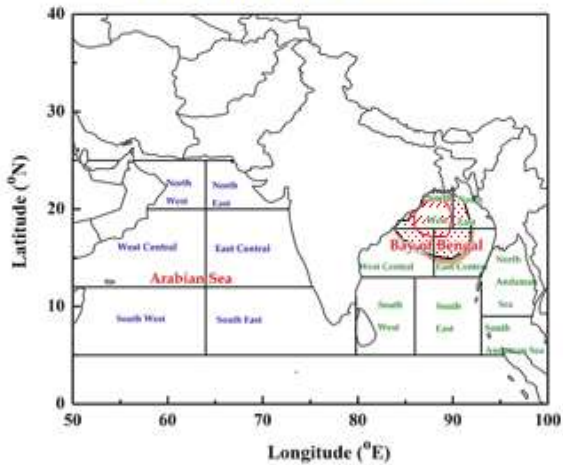 40
30
20
10
0
50
60
70
80
90
100
Latitude (°N)
Longitude (°E)
North West
North East
West Central
East Central
Arabian Sea
South West
South East
West
Bay of Bengal
West Central
East Central
South West
South East
North Andaman Sea
South Andaman Sea